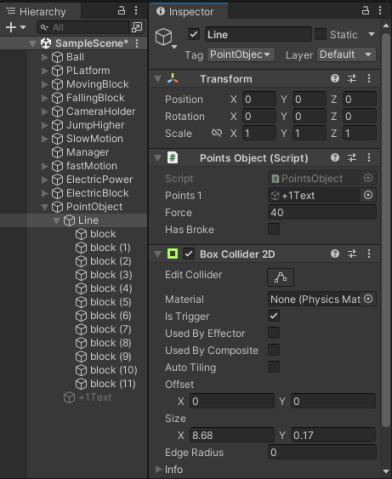 Hierarchy
All
SampleScene*
Ball
PLatform
MovingBlock
FallingBlock
CameraHolder
JumpHigher
SlowMotion
Manager
fastMotion
ElectricPower
ElectricBlock
PointObject
Line
block
block (1)
block (2)
block (3)
block (4)
block (5)
block (6)
block (7)
block (8)
block (9)
block (10)
block (11)
+1Text
Inspector
Line Static
Tag PointObjec Layer Default
Transform
Position X 0 Y 0 Z 0
Rotation X 0 Y 0 Z 0
Scale X 1 Y 1 Z 1
Points Object (Script)
Script PointsObject
Points 1 +1Text
Force 40
Has Broke
Box Collider 2D
Edit Collider
Material None (Physics Mat
Is Trigger
Used By Effector
Used By Composite
Auto Tiling
Offset
X 0 Y 0
Size
X 8.68 Y 0.17
Edge Radius 0
Info